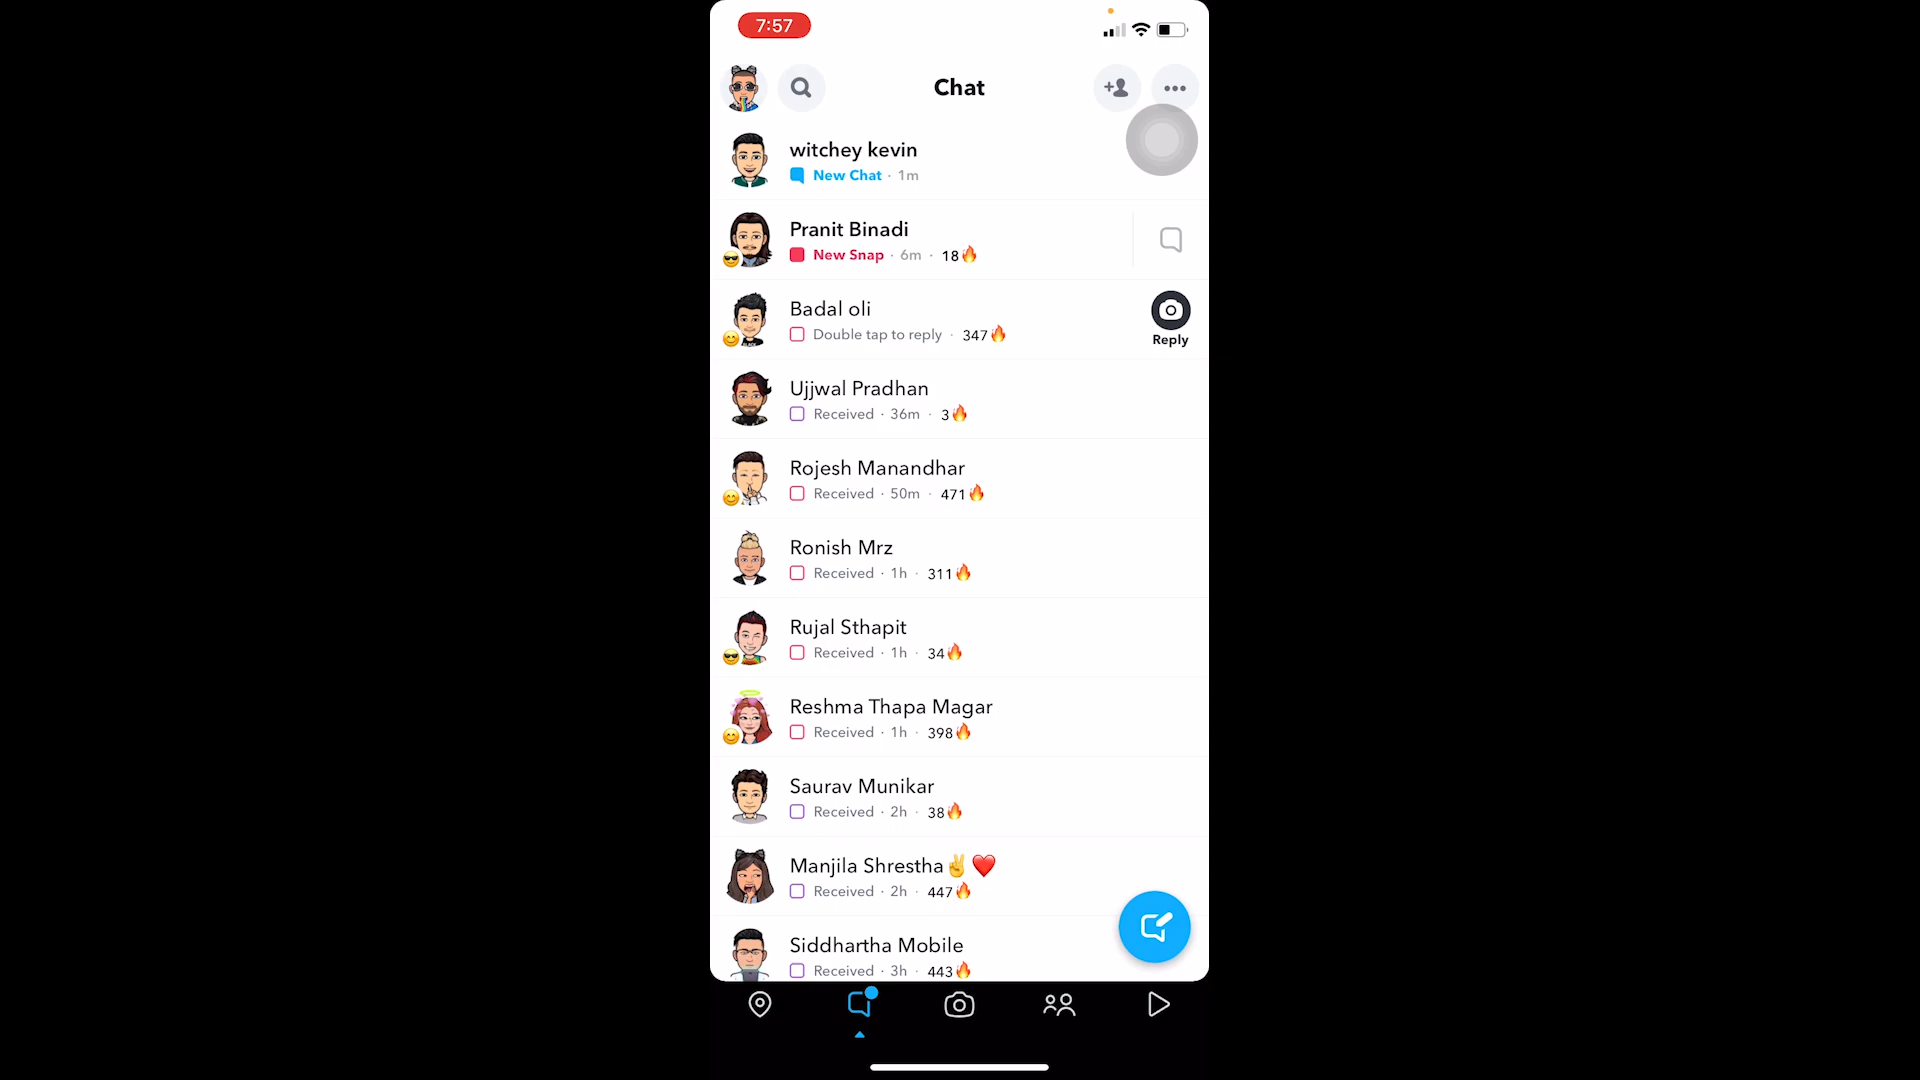 7:57
Chat
witchey kevin
New Chat · 1m
Pranit Binadi
New Snap · 6m · 18🔥
Badal oli
Double tap to reply · 347🔥
Reply
Ujjwal Pradhan
Received · 36m · 3🔥
Rojesh Manandhar
Received · 50m · 471🔥
Ronish Mrz
Received · 1h · 311🔥
Rujal Sthapit
Received · 1h · 34🔥
Reshma Thapa Magar
Received · 1h · 398🔥
Saurav Munikar
Received · 2h · 38🔥
Manjila Shrestha✌️❤️
Received · 2h · 447🔥
Siddhartha Mobile
Received · 3h · 443🔥